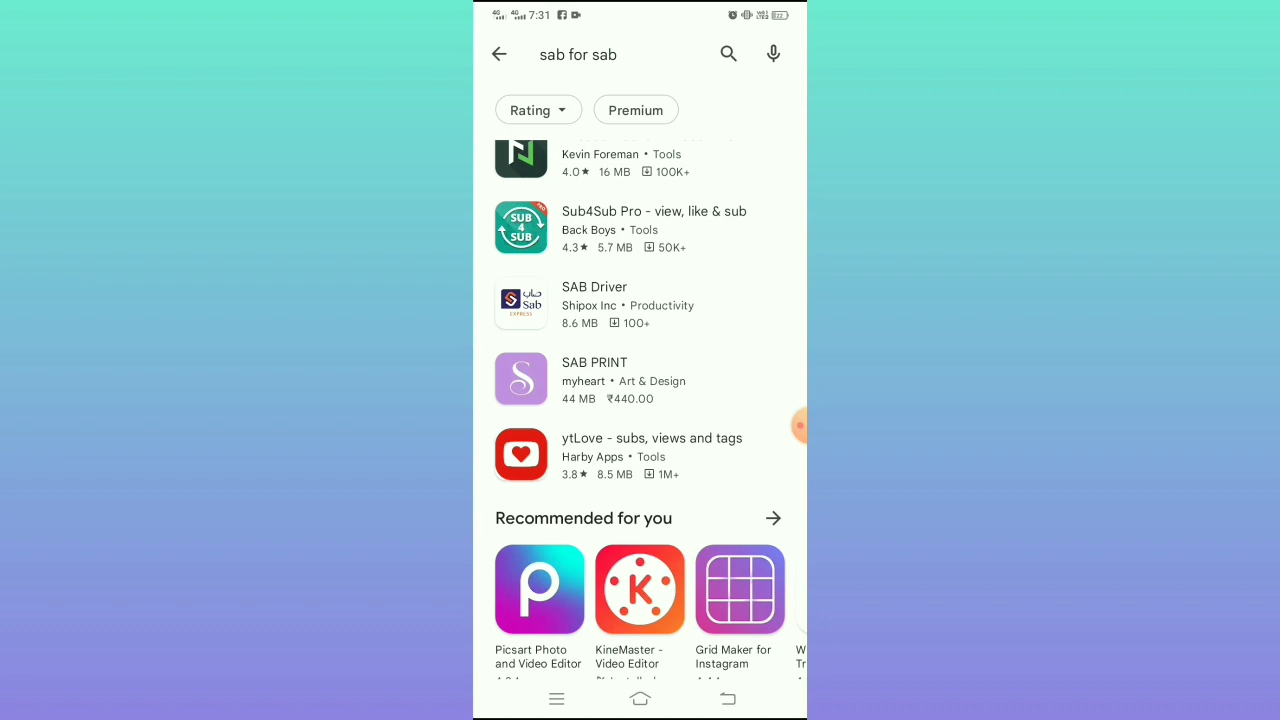 7:31
sab for sab
Rating
Premium
Kevin Foreman • Tools
4.0★ 16 MB 100K+
SUB
4
SUB
PRO
Sub4Sub Pro - view, like & sub
Back Boys • Tools
4.3★ 5.7 MB 50K+
صاب
Sab
EXPRESS
SAB Driver
Shipox Inc • Productivity
8.6 MB 100+
SAB PRINT
myheart • Art & Design
44 MB ₹440.00
ytLove - subs, views and tags
Harby Apps • Tools
3.8★ 8.5 MB 1M+
Recommended for you
Picsart Photo
and Video Editor
KineMaster -
Video Editor
Grid Maker for
Instagram